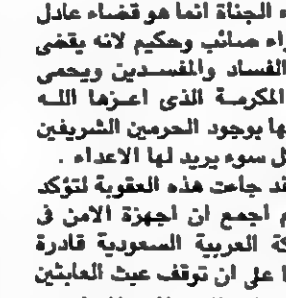 ء الجناة انما هو قضاء عادل
راء صائب وحكيم لانه يقضى
الفساد والمفسدين ويحمى
المكرمة الذى اعزها الله
ها بوجود الحرمين الشريفين
ل سوء يريد لها الاعداء .
قد جاءت هذه العقوبة لتؤكد
م اجمع ان اجهزة الامن فى
كة العربية السعودية قادرة
ا على ان توقف عبث العابثين